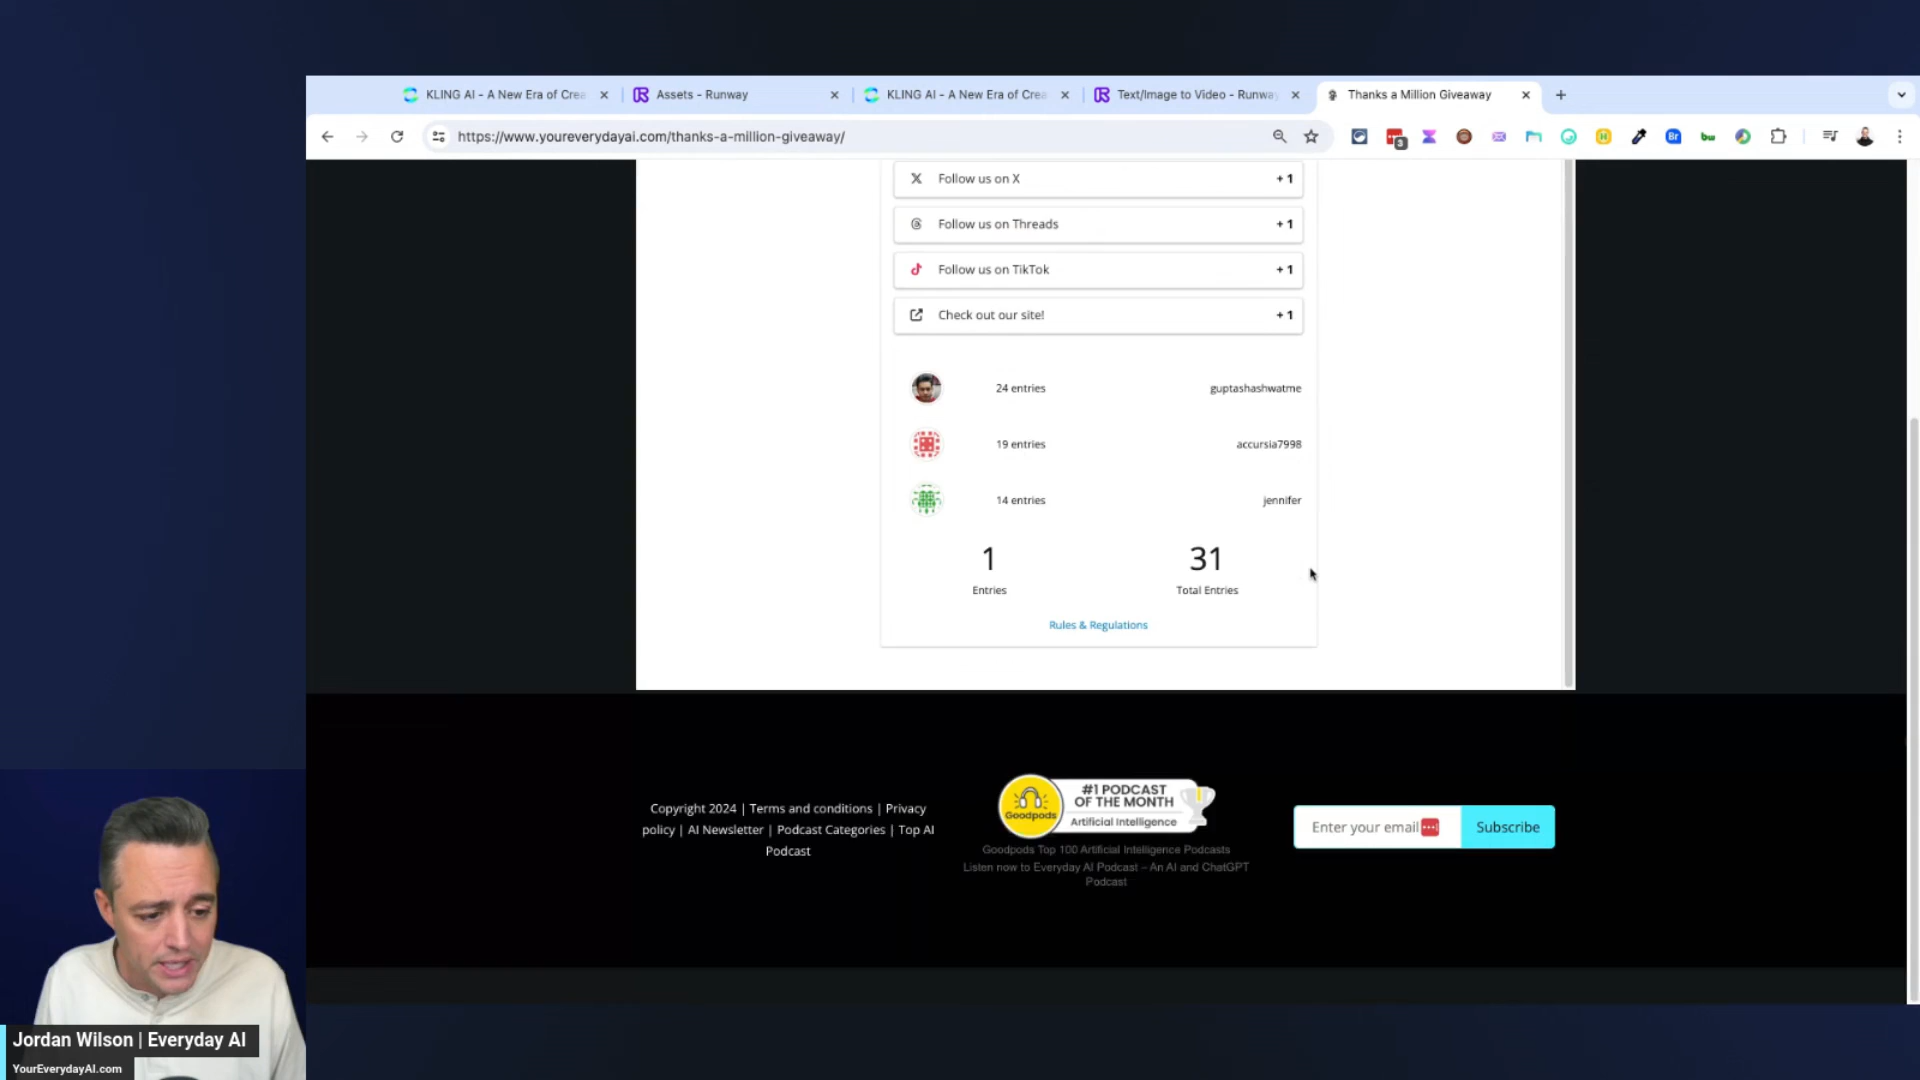 KLING AI - A New Era of Crea
Assets - Runway
KLING AI - A New Era of Crea
Text/Image to Video - Runway
Thanks a Million Giveaway
https://www.youreverydayai.com/thanks-a-million-giveaway/
3
H
Br
bw
Follow us on X +1
Follow us on Threads +1
Follow us on TikTok +1
Check out our site! +1
24 entries guptashashwatme
19 entries accursia7998
14 entries jennifer
1 31
Entries Total Entries
Rules & Regulations
Copyright 2024 | Terms and conditions | Privacy
policy | AI Newsletter | Podcast Categories | Top AI
Podcast
Goodpods
#1 PODCAST
OF THE MONTH
Artificial Intelligence
Goodpods Top 100 Artificial Intelligence Podcasts
Listen now to Everyday AI Podcast – An AI and ChatGPT
Podcast
Enter your email
Subscribe
Jordan Wilson | Everyday AI
YourEverydayAI.com